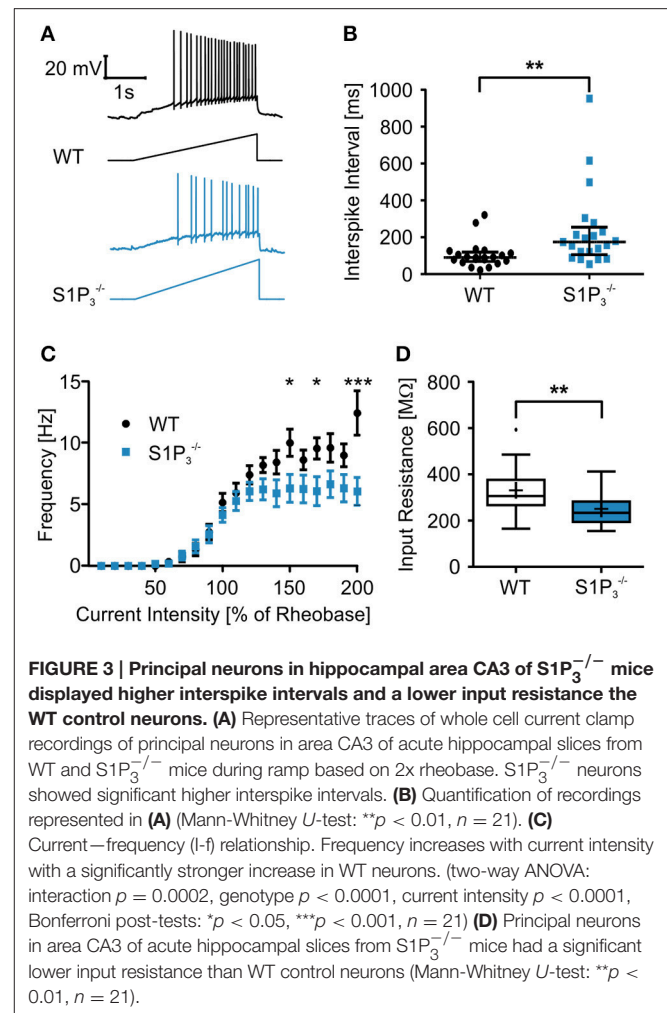 A
20 mV
1s
WT
S1P3-/-
B
**
Interspike Interval [ms]
1000
800
600
400
200
0
WT
S1P3-/-
C
* * ***
Frequency [Hz]
15
10
5
0
WT
S1P3-/-
50 100 150 200
Current Intensity [% of Rheobase]
D
**
Input Resistance [MΩ]
800
600
400
200
0
WT
S1P3-/-
FIGURE 3 | Principal neurons in hippocampal area CA3 of S1P3−/− mice
displayed higher interspike intervals and a lower input resistance the
WT control neurons. (A) Representative traces of whole cell current clamp
recordings of principal neurons in area CA3 of acute hippocampal slices from
WT and S1P3−/− mice during ramp based on 2x rheobase. S1P3−/− neurons
showed significant higher interspike intervals. (B) Quantification of recordings
represented in (A) (Mann-Whitney U-test: **p < 0.01, n = 21). (C)
Current—frequency (I-f) relationship. Frequency increases with current intensity
with a significantly stronger increase in WT neurons. (two-way ANOVA:
interaction p = 0.0002, genotype p < 0.0001, current intensity p < 0.0001,
Bonferroni post-tests: *p < 0.05, ***p < 0.001, n = 21) (D) Principal neurons
in area CA3 of acute hippocampal slices from S1P3−/− mice had a significant
lower input resistance than WT control neurons (Mann-Whitney U-test: **p <
0.01, n = 21).